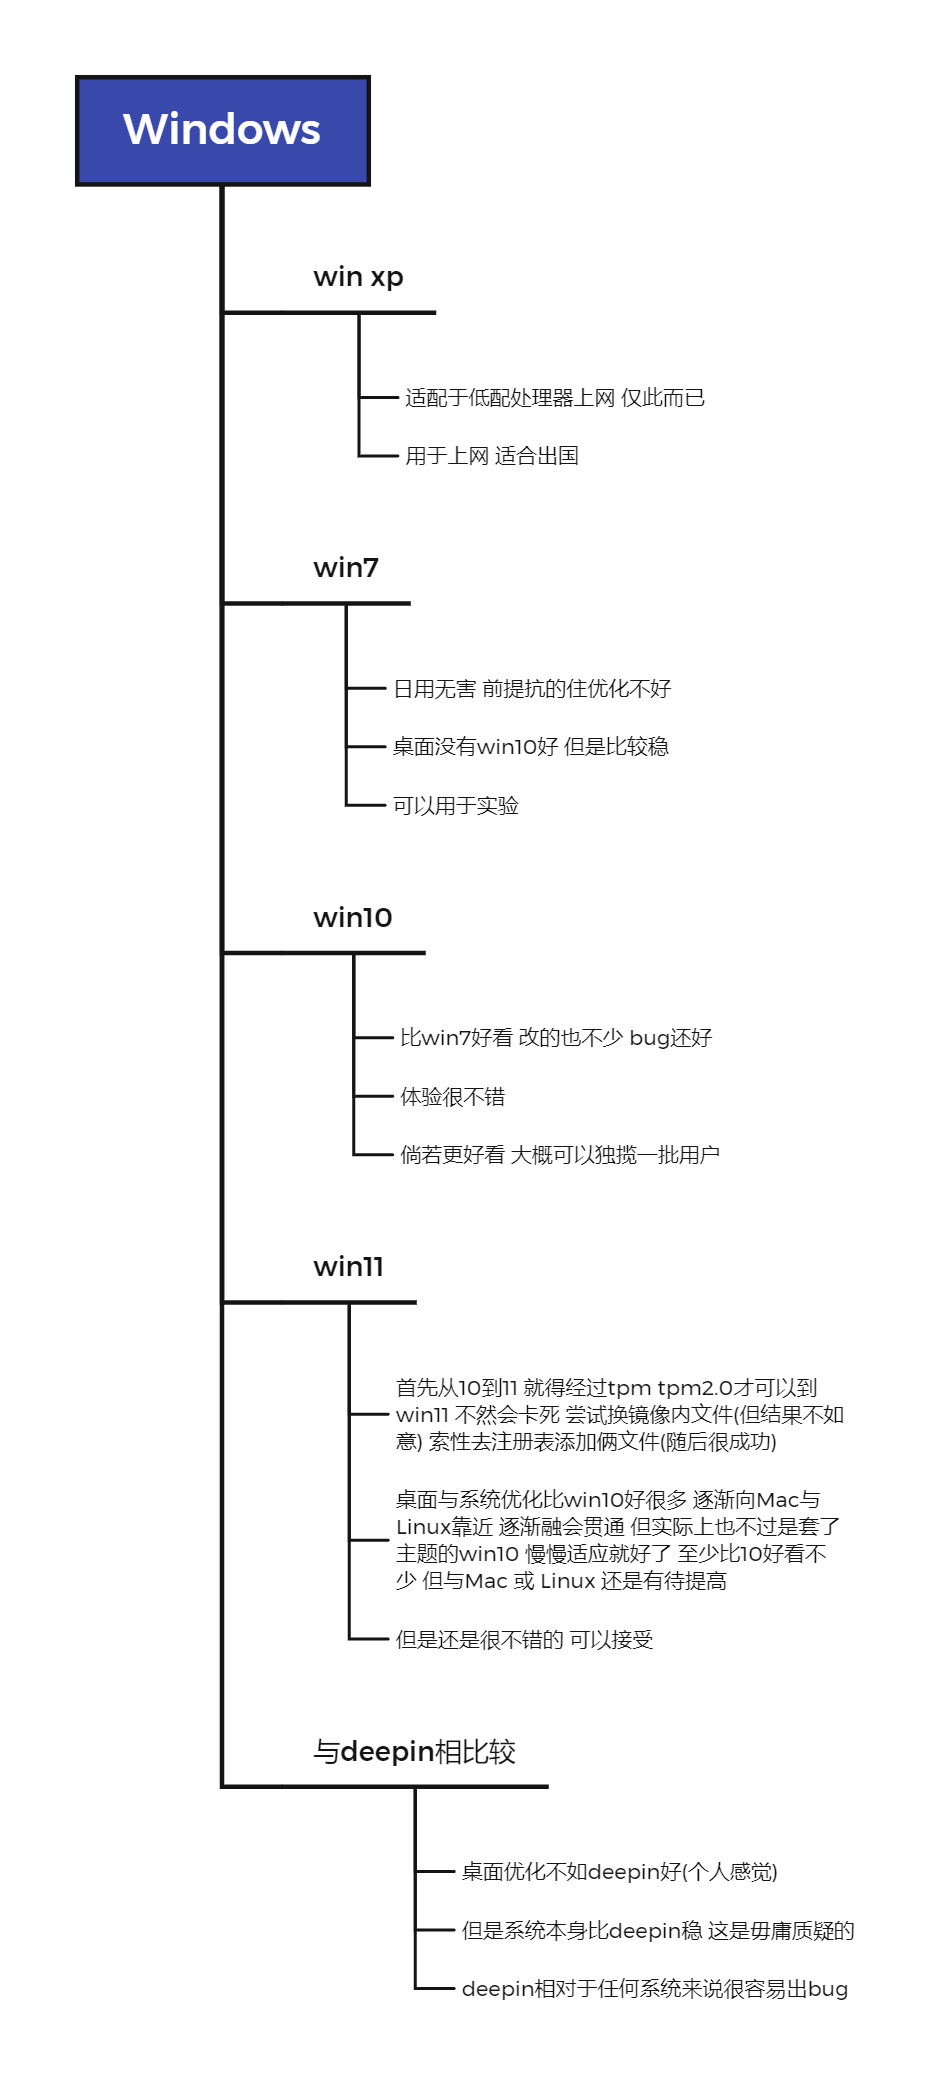 Windows
win xp
适配于低配处理器上网 仅此而已
用于上网 适合出国
win7
日用无害 前提抗的住优化不好
桌面没有win10好 但是比较稳
可以用于实验
win10
比win7好看 改的也不少 bug还好
体验很不错
倘若更好看 大概可以独揽一批用户
win11
首先从10到11 就得经过tpm tpm2.0才可以到
win11 不然会卡死 尝试换镜像内文件(但结果不如
意) 索性去注册表添加俩文件(随后很成功)
桌面与系统优化比win10好很多 逐渐向Mac与
Linux靠近 逐渐融会贯通 但实际上也不过是套了
主题的win10 慢慢适应就好了 至少比10好看不
少 但与Mac 或 Linux 还是有待提高
但是还是很不错的 可以接受
与deepin相比较
桌面优化不如deepin好(个人感觉)
但是系统本身比deepin稳 这是毋庸质疑的
deepin相对于任何系统来说很容易出bug